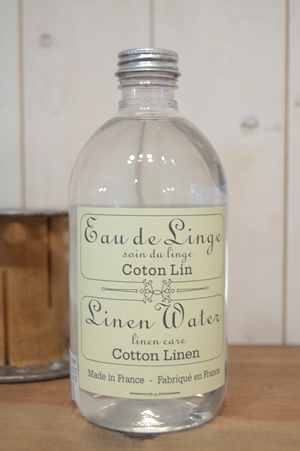 Eau de Linge
soin du linge
Coton Lin
Linen Water
linen care
Cotton Linen
Made in France - Fabriqué en France